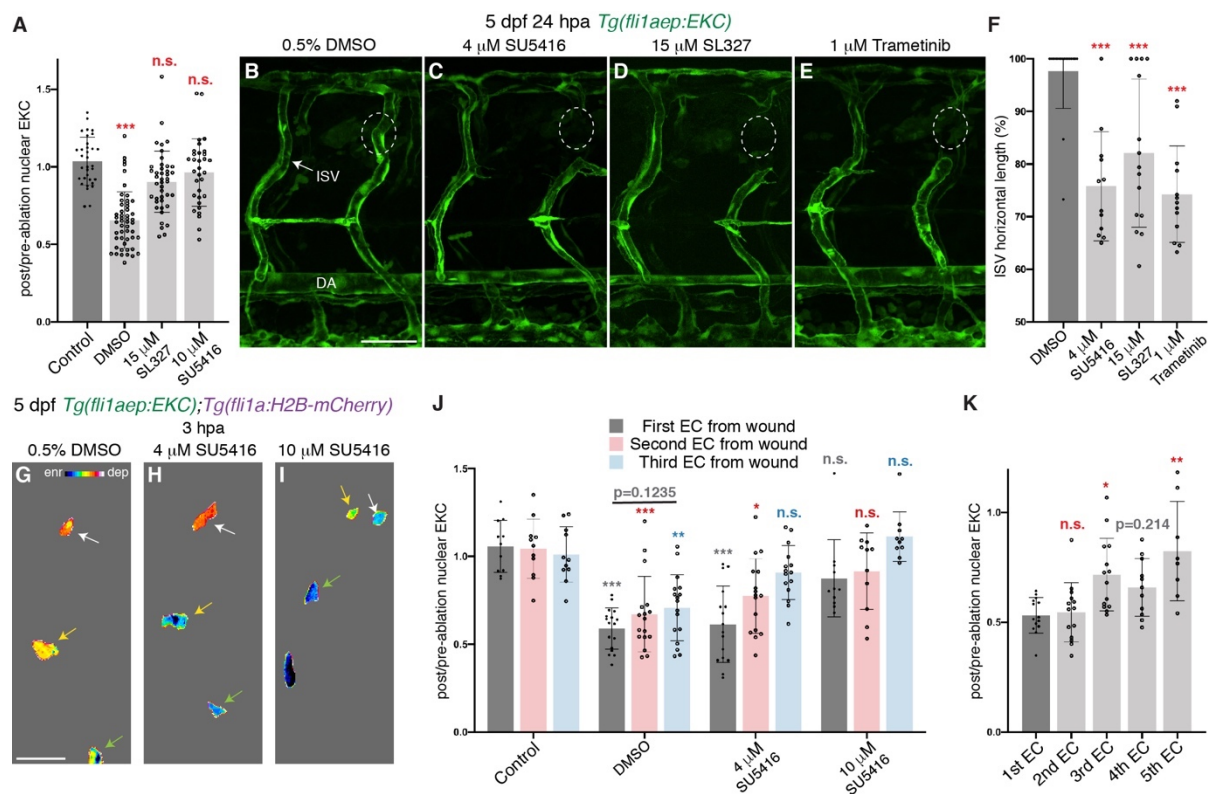 A
post/pre-ablation nuclear EKC
1.5
1.0
0.5
0.0
***
n.s.
n.s.
Control
DMSO
15 μM SL327
10 μM SU5416
5 dpf 24 hpa Tg(fli1aep:EKC)
0.5% DMSO
4 μM SU5416
15 μM SL327
1 μM Trametinib
B
C
D
E
ISV
DA
F
ISV horizontal length (%)
100
90
80
70
60
50
***
***
***
DMSO
4 μM SU5416
15 μM SL327
1 μM Trametinib
5 dpf Tg(fli1aep:EKC);Tg(fli1a:H2B-mCherry)
3 hpa
0.5% DMSO
4 μM SU5416
10 μM SU5416
G
enr
dep
H
I
J
First EC from wound
Second EC from wound
Third EC from wound
post/pre-ablation nuclear EKC
1.5
1.0
0.5
0.0
p=0.1235
***
***
**
***
*
n.s.
n.s.
n.s.
n.s.
Control
DMSO
4 μM SU5416
10 μM SU5416
K
post/pre-ablation nuclear EKC
1.5
1.0
0.5
0.0
n.s.
*
p=0.214
**
1st EC
2nd EC
3rd EC
4th EC
5th EC